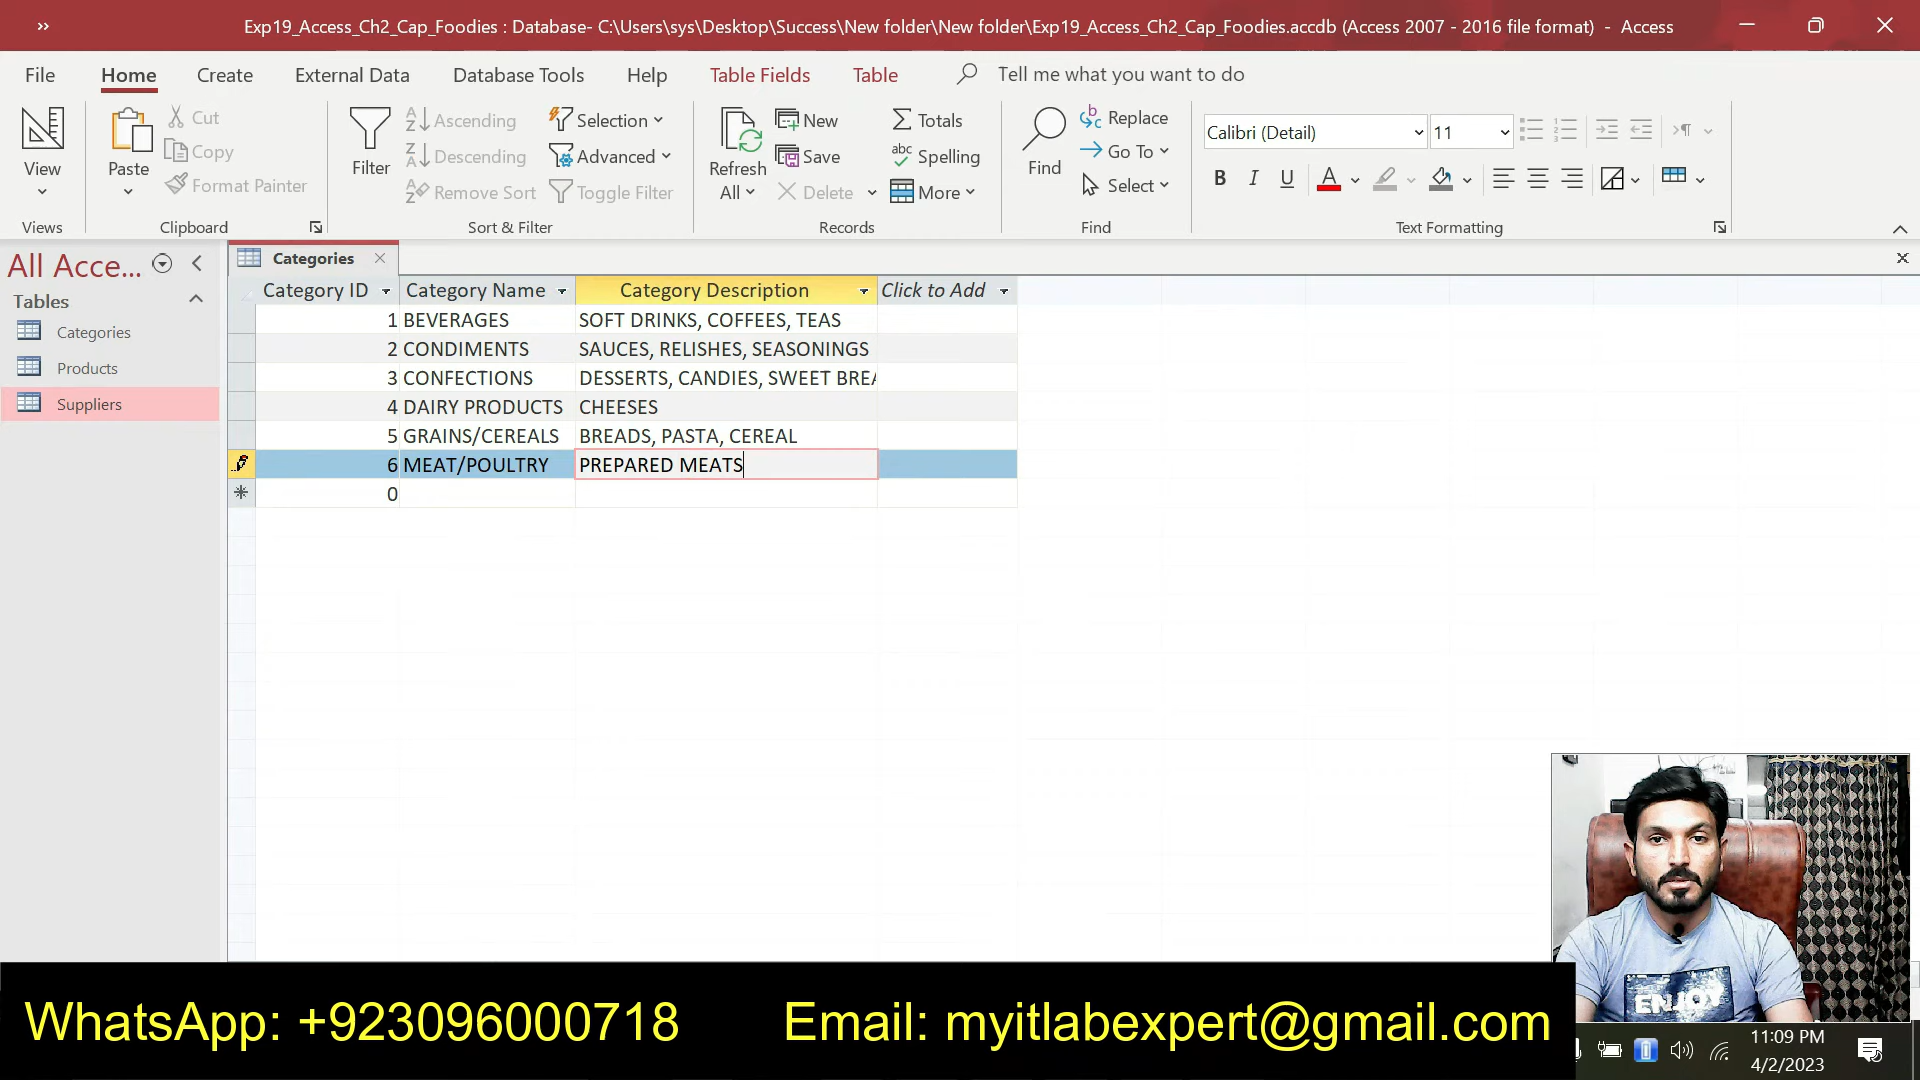 Exp19_Access_Ch2_Cap_Foodies : Database- C:\Users\sys\Desktop\Success\New folder\New folder\Exp19_Access_Ch2_Cap_Foodies.accdb (Access 2007 - 2016 file format) - Access
File Home Create External Data Database Tools Help Table Fields Table Tell me what you want to do
View
Views
Paste
Cut
Copy
Format Painter
Clipboard
Filter
Ascending
Descending
Remove Sort
Selection
Advanced
Toggle Filter
Sort & Filter
Refresh
All
New
Save
Delete
Totals
Spelling
More
Records
Find
Replace
Go To
Select
Find
Calibri (Detail) 11
B I U A
Text Formatting
All Acce...
Tables
Categories
Products
Suppliers
Categories
Category ID Category Name Category Description Click to Add
1 BEVERAGES SOFT DRINKS, COFFEES, TEAS
2 CONDIMENTS SAUCES, RELISHES, SEASONINGS
3 CONFECTIONS DESSERTS, CANDIES, SWEET BREA
4 DAIRY PRODUCTS CHEESES
5 GRAINS/CEREALS BREADS, PASTA, CEREAL
6 MEAT/POULTRY PREPARED MEATS
0
ENJOY
WhatsApp: +923096000718 Email: myitlabexpert@gmail.com
11:09 PM
4/2/2023